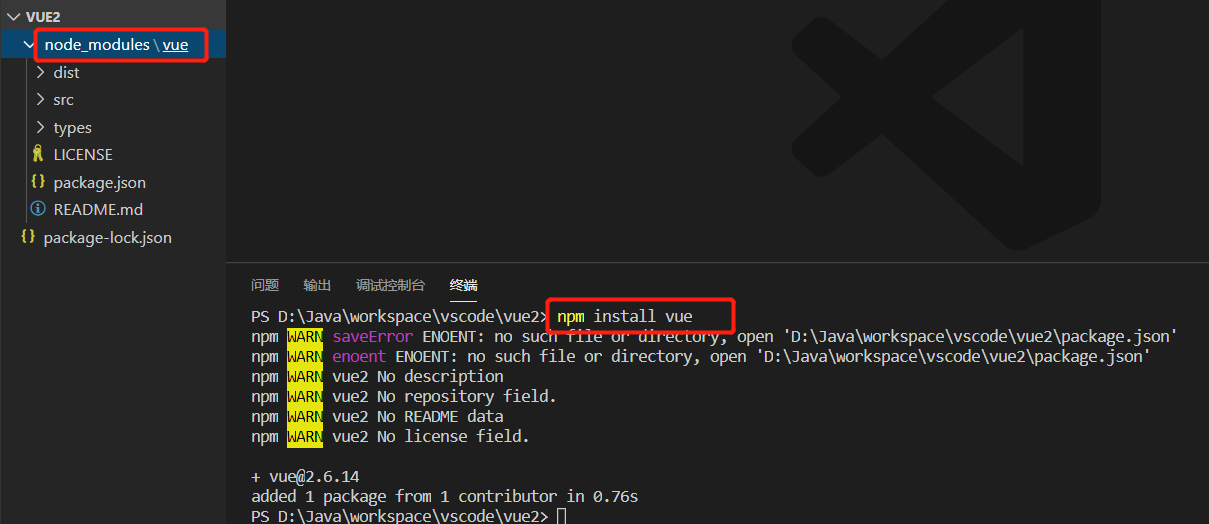 VUE2
node_modules\vue
dist
src
types
LICENSE
package.json
README.md
package-lock.json
问题 输出 调试控制台 终端
PS D:\Java\workspace\vscode\vue2> npm install vue
npm WARN saveError ENOENT: no such file or directory, open 'D:\Java\workspace\vscode\vue2\package.json'
npm WARN enoent ENOENT: no such file or directory, open 'D:\Java\workspace\vscode\vue2\package.json'
npm WARN vue2 No description
npm WARN vue2 No repository field.
npm WARN vue2 No README data
npm WARN vue2 No license field.
+ vue@2.6.14
added 1 package from 1 contributor in 0.76s
PS D:\Java\workspace\vscode\vue2>